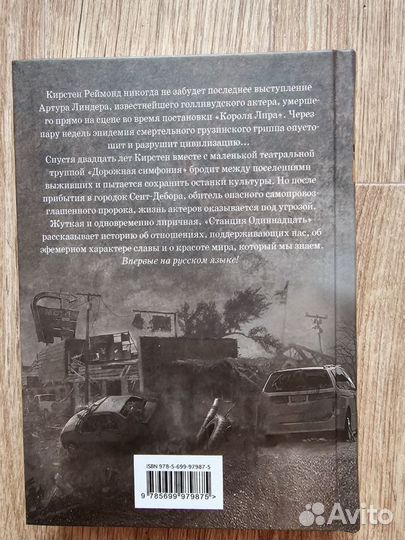 Кирстен Реймонд никогда не забудет последнее выступление
Артура Линдера, известнейшего голливудского актера, умерше-
го прямо на сцене во время постановки «Короля Лира». Через
пару недель эпидемия смертельного грузинского гриппа опусто-
шит и разрушит цивилизацию...
Спустя двадцать лет Кирстен вместе с маленькой театральной
труппой «Дорожная симфония» бродит между поселениями
выживших и пытается сохранить останки культуры. Но после
прибытия в городок Сент-Дебора, обитель опасного самопровоз-
глашенного пророка, жизнь актеров оказывается под угрозой.
Жуткая и одновременно лиричная, «Станция Одиннадцать»
рассказывает историю об отношениях, поддерживающих нас, об
эфемерном характере славы и о красоте мира, который мы знаем.
Впервые на русском языке!
MOTEL
ISBN 978-5-699-97987-5
9 785699 979875 >
Avito